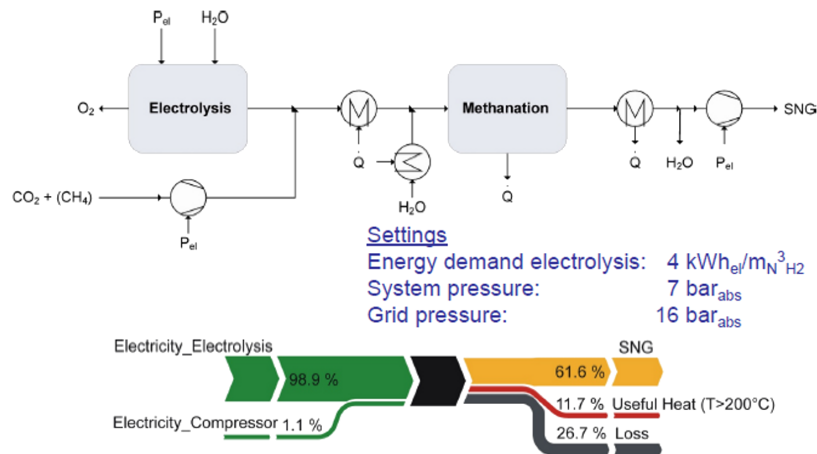 Pel H2O
O2 Electrolysis Methanation SNG
Q̇ Q̇ H2O Pel
CO2 + (CH4)
H2O Q̇
Pel
Settings
Energy demand electrolysis: 4 kWhel/mN³H2
System pressure: 7 barabs
Grid pressure: 16 barabs
Electricity_Electrolysis SNG
98.9 % 61.6 %
11.7 % Useful Heat (T>200°C)
Electricity_Compressor 1.1 %
26.7 % Loss